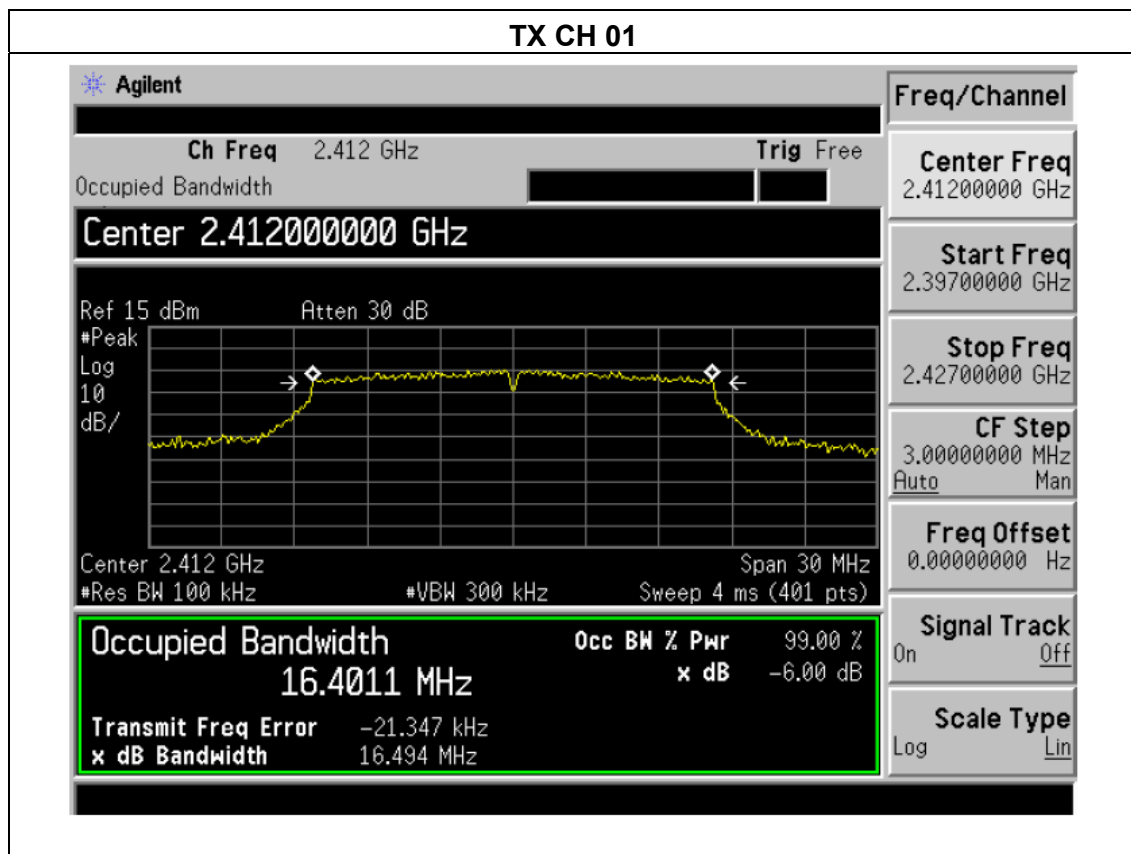 TX CH 01
Agilent
Freq/Channel
Ch Freq 2.412 GHz Trig Free
Occupied Bandwidth
Center 2.412000000 GHz
Ref 15 dBm Atten 30 dB
#Peak
Log
10
dB/
Center 2.412 GHz Span 30 MHz
#Res BW 100 kHz #VBW 300 kHz Sweep 4 ms (401 pts)
Occupied Bandwidth Occ BW % Pwr 99.00 %
16.4011 MHz x dB -6.00 dB
Transmit Freq Error -21.347 kHz
x dB Bandwidth 16.494 MHz
Center Freq
2.41200000 GHz
Start Freq
2.39700000 GHz
Stop Freq
2.42700000 GHz
CF Step
3.00000000 MHz
Auto Man
Freq Offset
0.00000000 Hz
Signal Track
On Off
Scale Type
Log Lin